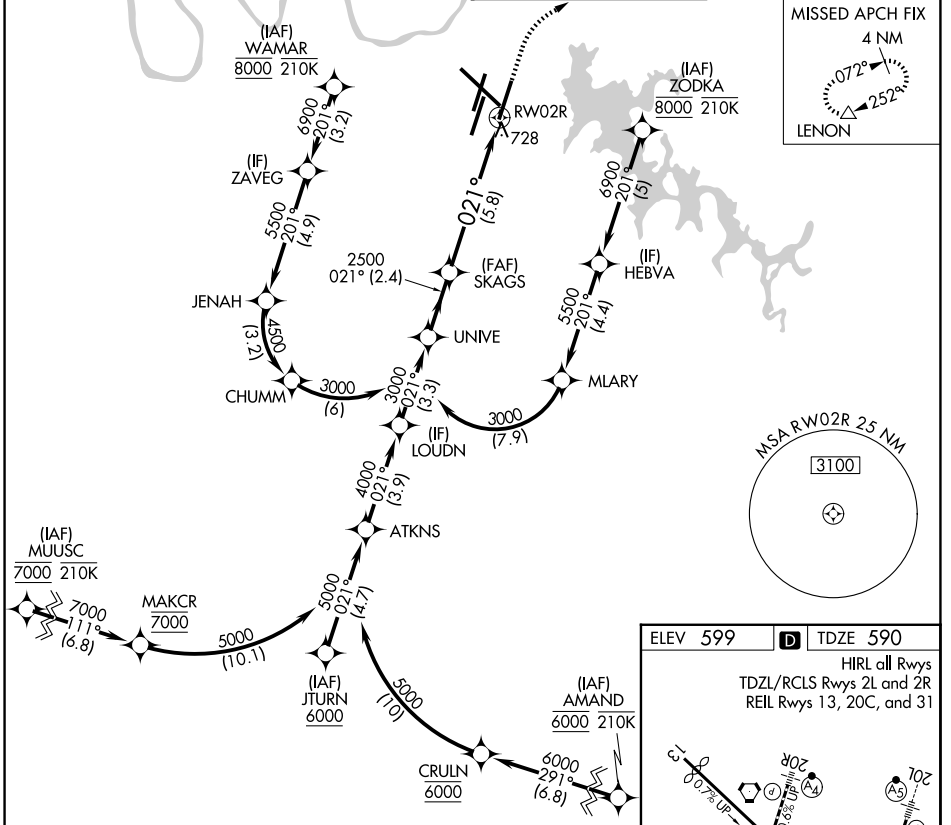 (IAF)
WAMAR
8000 210K
6900
201°
(3.2)
(IF)
ZAVEG
5500
201°
(4.9)
JENAH
4500
(3.2)
CHUMM
3000
(6)
RW02R
728
021°
(5.8)
2500
021° (2.4)
(FAF)
SKAGS
UNIVE
3000
021°
(3.3)
(IF)
LOUDN
4000
021°
(3.9)
ATKNS
5000
021°
(4.7)
(IAF)
JTURN
6000
(IAF)
ZODKA
8000 210K
6900
201°
(5)
(IF)
HEBVA
5500
201°
(4.4)
MLARY
3000
(7.9)
MISSED APCH FIX
4 NM
072°
252°
LENON
MSA RW02R 25 NM
3100
(IAF)
MUUSC
7000 210K
7000
111°
(6.8)
MAKCR
7000
5000
(10.1)
5000
(10)
CRULN
6000
6000
291°
(6.8)
(IAF)
AMAND
6000 210K
ELEV 599 D TDZE 590
HIRL all Rwys
TDZL/RCLS Rwys 2L and 2R
REIL Rwys 13, 20C, and 31
13
0.7% UP
P
20R
A4
A5
20L